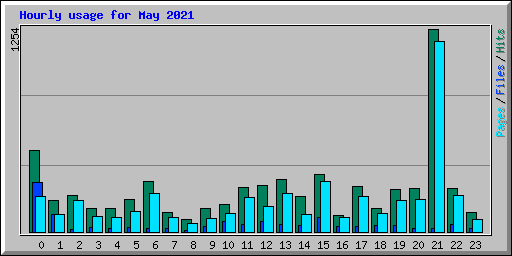 Hourly usage for May 2021
1254
Pages/Files/Hits
0 1 2 3 4 5 6 7 8 9 10 11 12 13 14 15 16 17 18 19 20 21 22 23